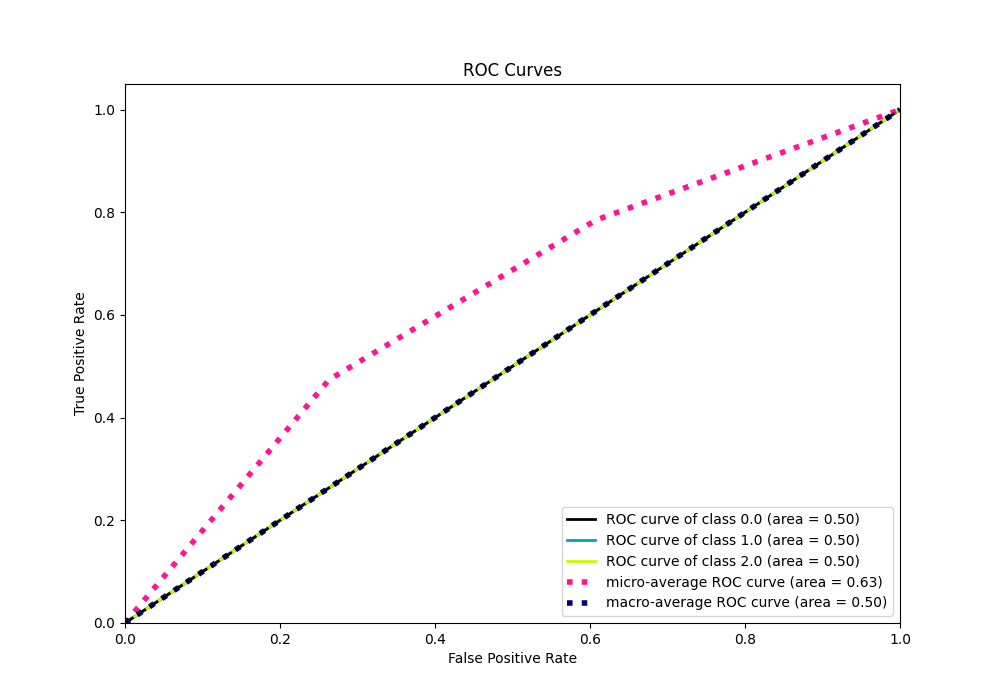 ROC Curves
1.0
0.8
0.6
0.4
0.2
0.0
True Positive Rate
0.0 0.2 0.4 0.6 0.8 1.0
False Positive Rate
ROC curve of class 0.0 (area = 0.50)
ROC curve of class 1.0 (area = 0.50)
ROC curve of class 2.0 (area = 0.50)
micro-average ROC curve (area = 0.63)
macro-average ROC curve (area = 0.50)